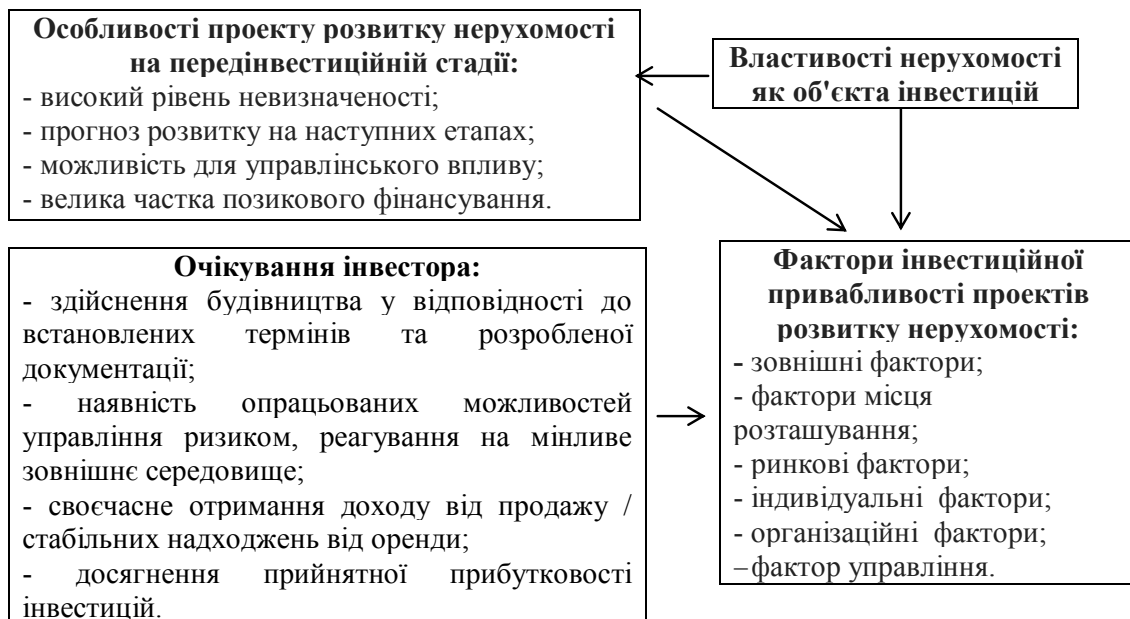 Особливості проекту розвитку нерухомості
на передінвестиційній стадії:
- високий рівень невизначеності;
- прогноз розвитку на наступних етапах;
- можливість для управлінського впливу;
- велика частка позикового фінансування.
Властивості нерухомості
як об'єкта інвестицій
Очікування інвестора:
- здійснення будівництва у відповідності до
встановлених термінів та розробленої
документації;
- наявність опрацьованих можливостей
управління ризиком, реагування на мінливе
зовнішнє середовище;
- своєчасне отримання доходу від продажу /
стабільних надходжень від оренди;
- досягнення прийнятної прибутковості
інвестицій.
Фактори інвестиційної
привабливості проектів
розвитку нерухомості:
- зовнішні фактори;
- фактори місця
розташування;
- ринкові фактори;
- індивідуальні фактори;
- організаційні фактори;
–фактор управління.